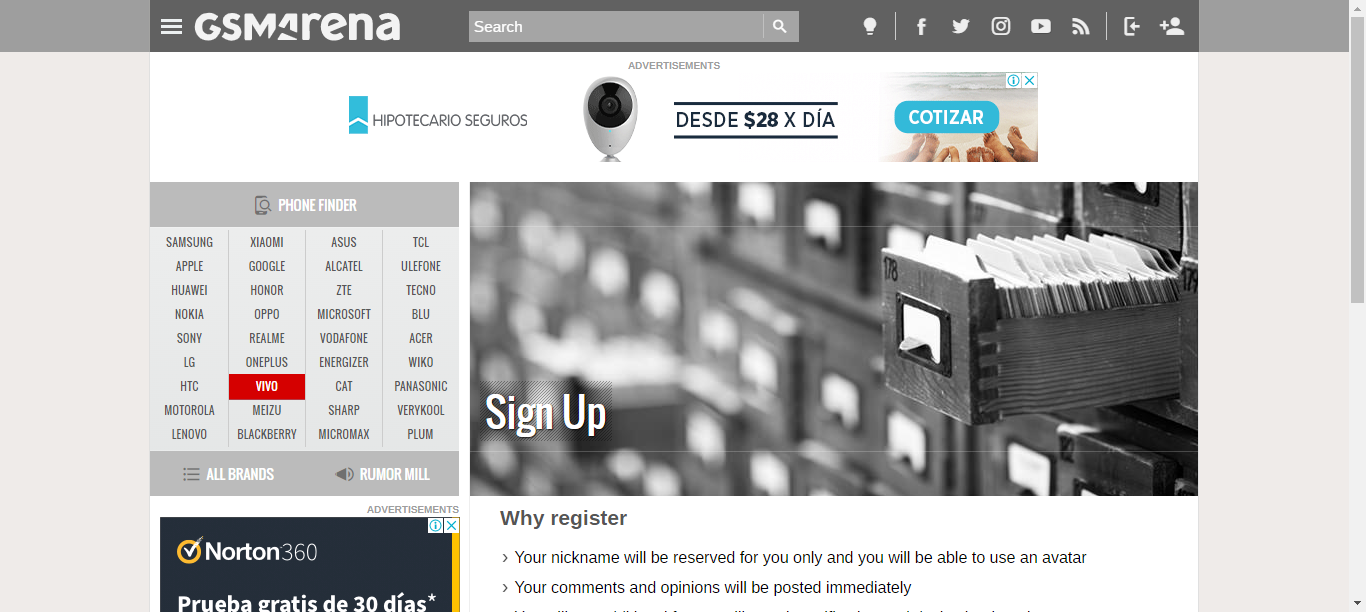 GSMArena
Search
ADVERTISEMENTS
HIPOTECARIO SEGUROS
DESDE $28 X DÍA
COTIZAR
PHONE FINDER
SAMSUNG XIAOMI ASUS TCL
APPLE GOOGLE ALCATEL ULEFONE
HUAWEI HONOR ZTE TECNO
NOKIA OPPO MICROSOFT BLU
SONY REALME VODAFONE ACER
LG ONEPLUS ENERGIZER WIKO
HTC VIVO CAT PANASONIC
MOTOROLA MEIZU SHARP VERYKOOL
LENOVO BLACKBERRY MICROMAX PLUM
ALL BRANDS RUMOR MILL
ADVERTISEMENTS
Norton360
Prueba gratis de 30 días*
178
Sign Up
Why register
Your nickname will be reserved for you only and you will be able to use an avatar
Your comments and opinions will be posted immediately